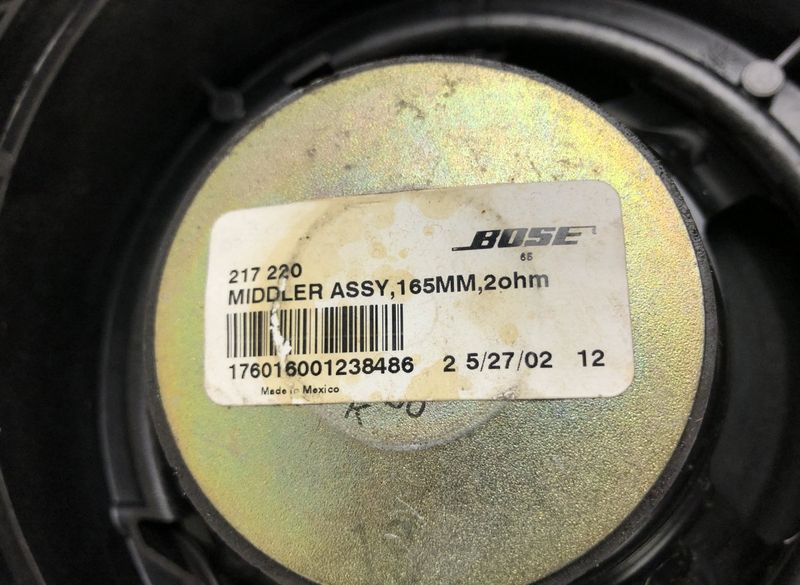 BOSE
65
217 220
MIDDLER ASSY,165MM,2ohm
176016001238486 2 5/27/02 12
Made in Mexico